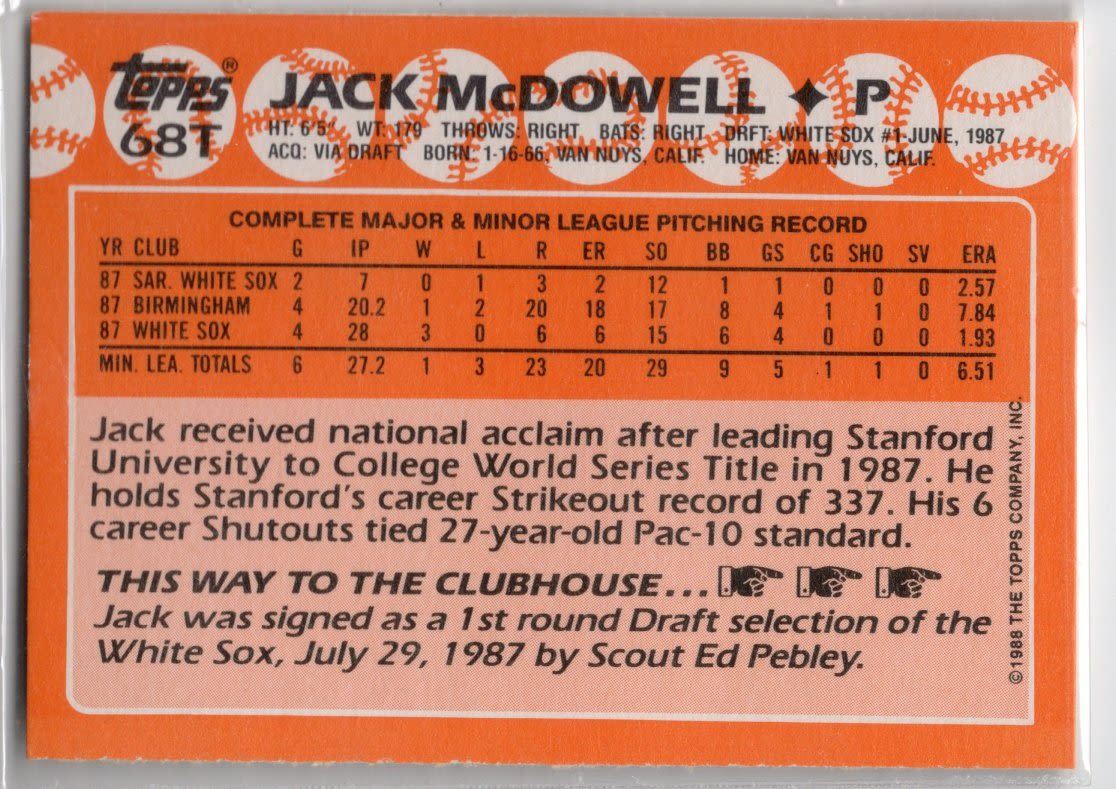 Topps®
68T
JACK McDOWELL ✦ P
HT: 6'5" WT: 179 THROWS: RIGHT BATS: RIGHT DRFT: WHITE SOX #1-JUNE, 1987
ACQ: VIA DRAFT BORN: 1-16-66, VAN NUYS, CALIF. HOME: VAN NUYS, CALIF.
COMPLETE MAJOR & MINOR LEAGUE PITCHING RECORD
YR CLUB G IP W L R ER SO BB GS CG SHO SV ERA
87 SAR. WHITE SOX 2 7 0 1 3 2 12 1 1 0 0 0 2.57
87 BIRMINGHAM 4 20.2 1 2 20 18 17 8 4 1 1 0 7.84
87 WHITE SOX 4 28 3 0 6 6 15 6 4 0 0 0 1.93
MIN. LEA. TOTALS 6 27.2 1 3 23 20 29 9 5 1 1 0 6.51
Jack received national acclaim after leading Stanford
University to College World Series Title in 1987. He
holds Stanford's career Strikeout record of 337. His 6
career Shutouts tied 27-year-old Pac-10 standard.
THIS WAY TO THE CLUBHOUSE...
Jack was signed as a 1st round Draft selection of the
White Sox, July 29, 1987 by Scout Ed Pebley.
©1988 THE TOPPS COMPANY, INC.